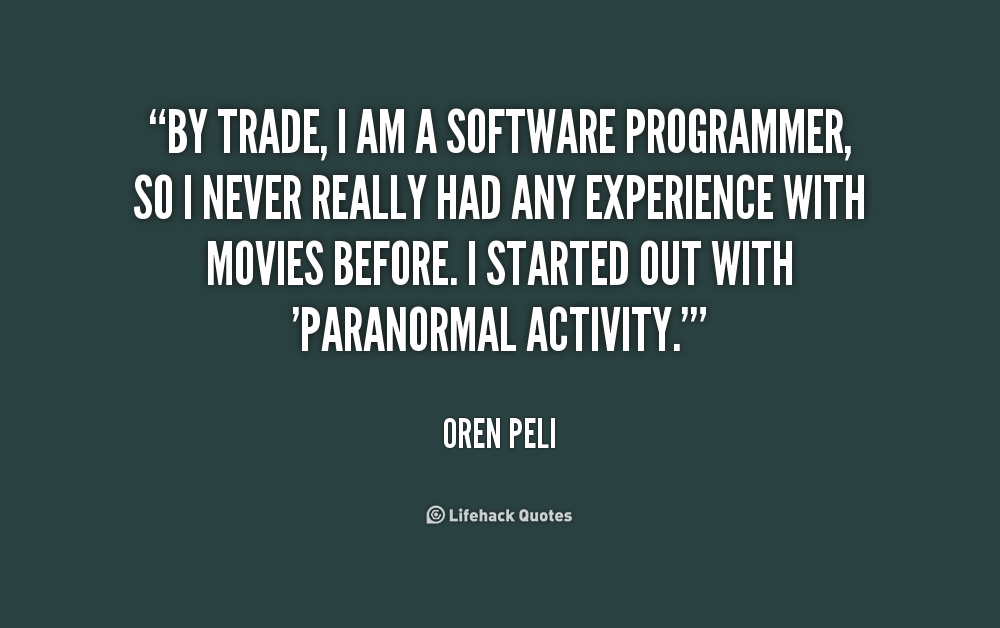 “BY TRADE, I AM A SOFTWARE PROGRAMMER,
SO I NEVER REALLY HAD ANY EXPERIENCE WITH
MOVIES BEFORE. I STARTED OUT WITH
’PARANORMAL ACTIVITY.’”
OREN PELI
Lifehack Quotes